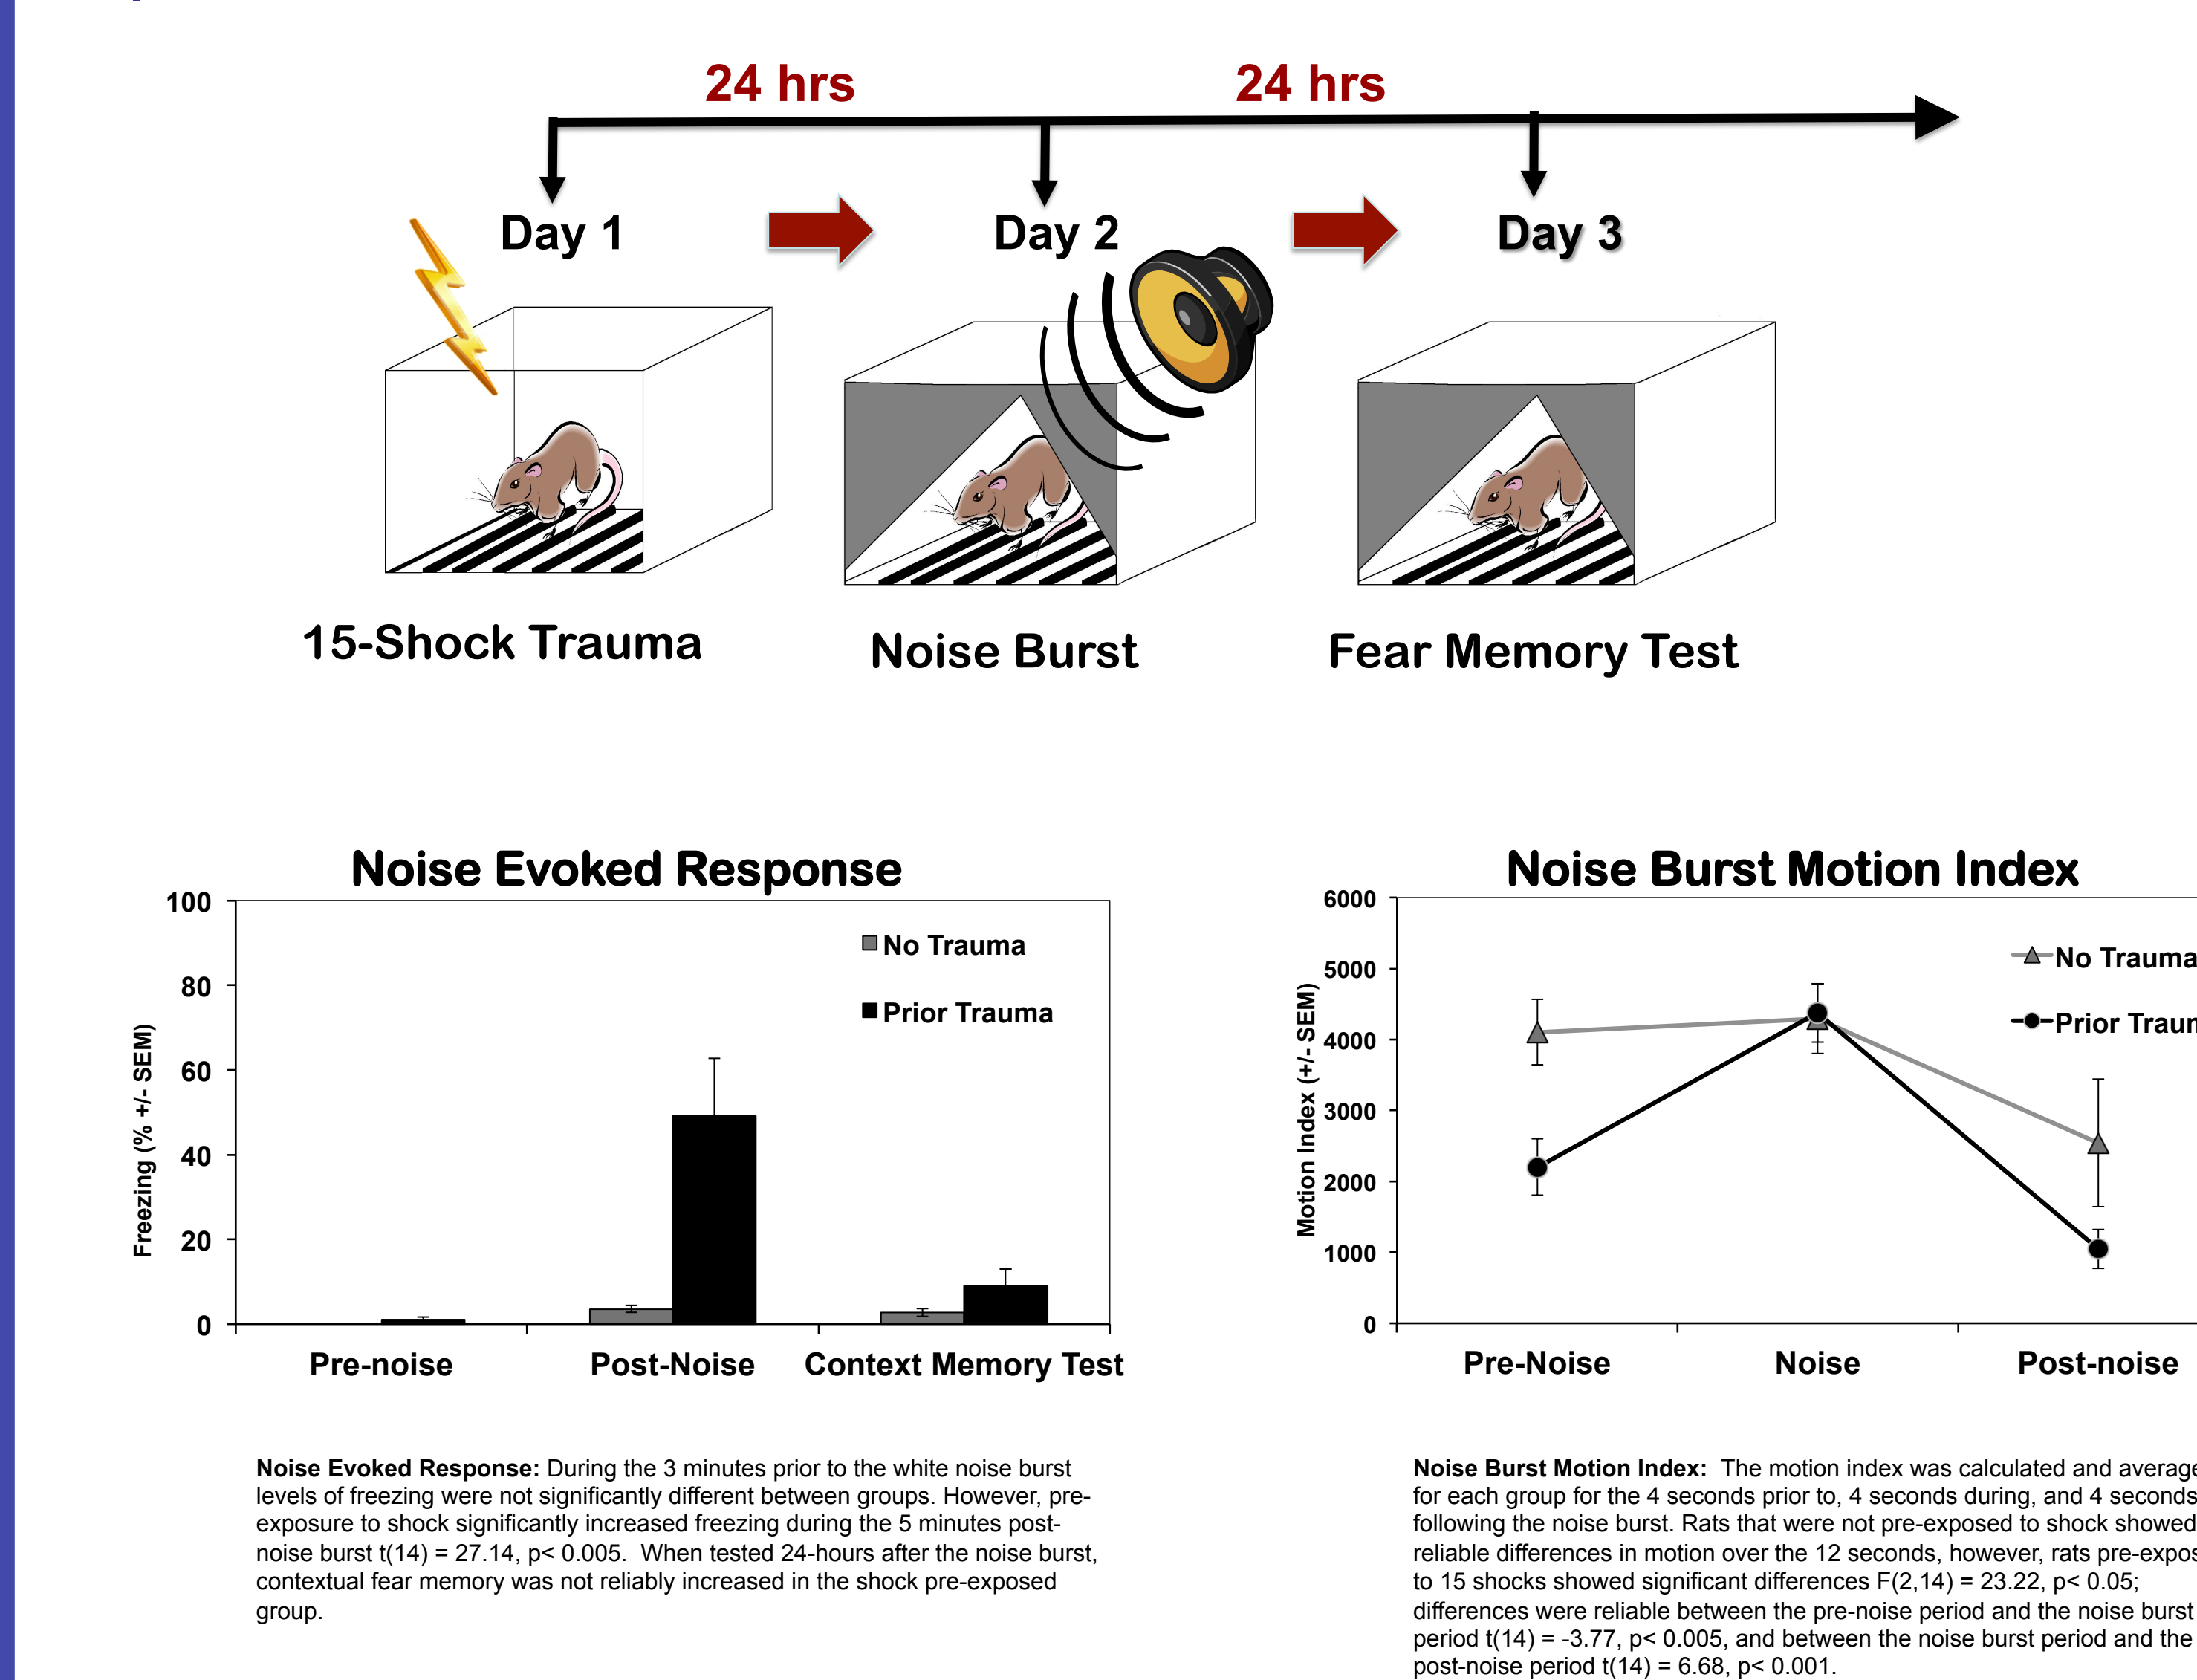 24 hrs 24 hrs
Day 1 Day 2 Day 3
15-Shock Trauma Noise Burst Fear Memory Test
Noise Evoked Response
100
80
60
40
20
0
Freezing (% +/- SEM)
No Trauma
Prior Trauma
Pre-noise Post-Noise Context Memory Test
Noise Evoked Response: During the 3 minutes prior to the white noise burst
levels of freezing were not significantly different between groups. However, pre-
exposure to shock significantly increased freezing during the 5 minutes post-
noise burst t(14) = 27.14, p< 0.005. When tested 24-hours after the noise burst,
contextual fear memory was not reliably increased in the shock pre-exposed
group.
Noise Burst Motion Index
6000
5000
4000
3000
2000
1000
0
Motion Index (+/- SEM)
No Trauma
Prior
Pre-Noise Noise Post-noise
Noise Burst Motion Index: The motion index was calculated and average
for each group for the 4 seconds prior to, 4 seconds during, and 4 seconds
following the noise burst. Rats that were not pre-exposed to shock showed
reliable differences in motion over the 12 seconds, however, rats
to 15 shocks showed significant differences F(2,14) = 23.22, p< 0.05;
differences were reliable between the pre-noise period and the noise burst
period t(14) = -3.77, p< 0.005, and between the noise burst period and the
post-noise period t(14) = 6.68, p< 0.001.